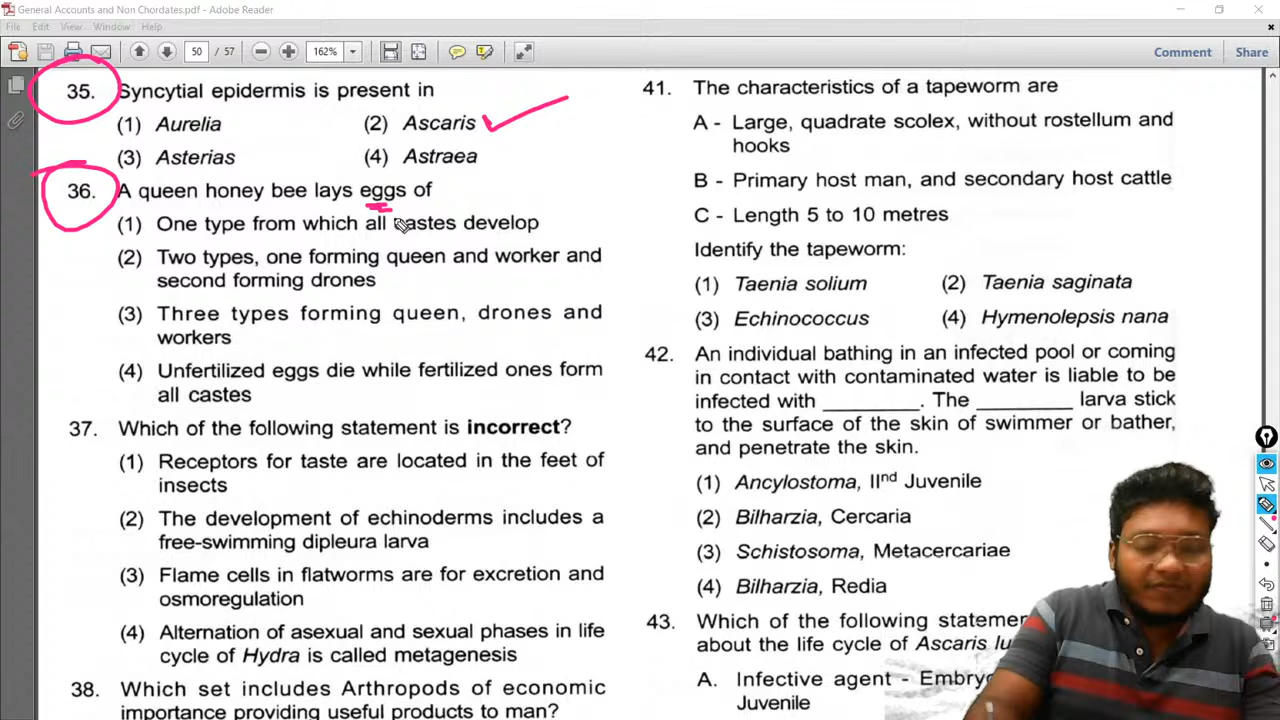 General Accounts and Non Chordates.pdf - Adobe Reader
File Edit View Window Help
50 / 57
162%
Comment
Share
35. Syncytial epidermis is present in
(1) Aurelia
(2) Ascaris
(3) Asterias
(4) Astraea
36. A queen honey bee lays eggs of
(1) One type from which all castes develop
(2) Two types, one forming queen and worker and
second forming drones
(3) Three types forming queen, drones and
workers
(4) Unfertilized eggs die while fertilized ones form
all castes
37. Which of the following statement is incorrect?
(1) Receptors for taste are located in the feet of
insects
(2) The development of echinoderms includes a
free-swimming dipleura larva
(3) Flame cells in flatworms are for excretion and
osmoregulation
(4) Alternation of asexual and sexual phases in life
cycle of Hydra is called metagenesis
38. Which set includes Arthropods of economic
importance providing useful products to man?
41. The characteristics of a tapeworm are
A - Large, quadrate scolex, without rostellum and
hooks
B - Primary host man, and secondary host cattle
C - Length 5 to 10 metres
Identify the tapeworm:
(1) Taenia solium
(2) Taenia saginata
(3) Echinococcus
(4) Hymenolepsis nana
42. An individual bathing in an infected pool or coming
in contact with contaminated water is liable to be
infected with ________. The ________ larva stick
to the surface of the skin of swimmer or bather,
and penetrate the skin.
(1) Ancylostoma, IInd Juvenile
(2) Bilharzia, Cercaria
(3) Schistosoma, Metacercariae
(4) Bilharzia, Redia
43. Which of the following
about the life cycle of Ascaris
A. Infective agent -
Juvenile